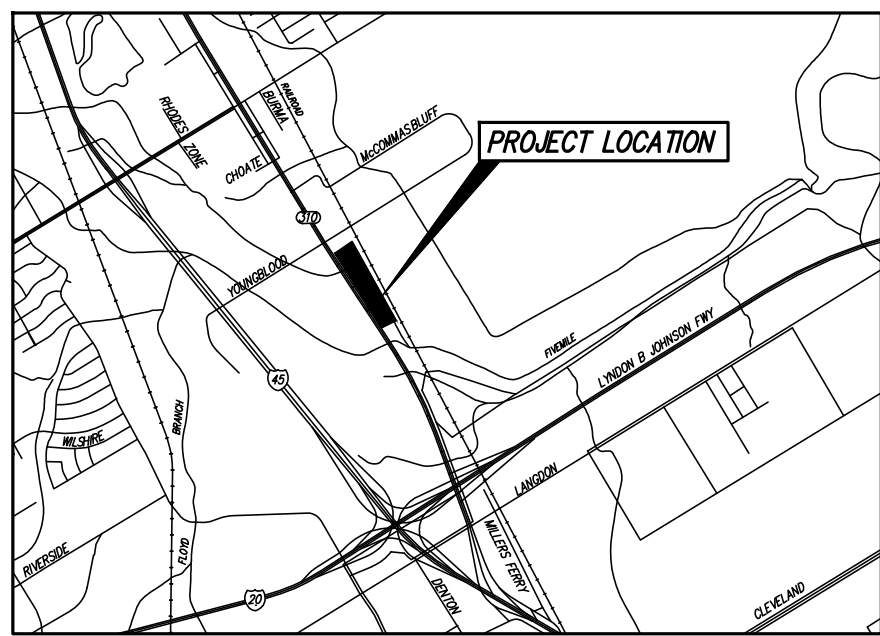 RHODES
ZONE
BURMA
RAILROAD
CHOATE
McCOMMAS BLUFF
PROJECT LOCATION
310
YOUNGBLOOD
FIVEMILE
LYNDON B JOHNSON FWY
45
WILSHIRE
BRANCH
LANGDON
RIVERSIDE
FLOYD
MILLERS FERRY
DENTON
20
CLEVELAND